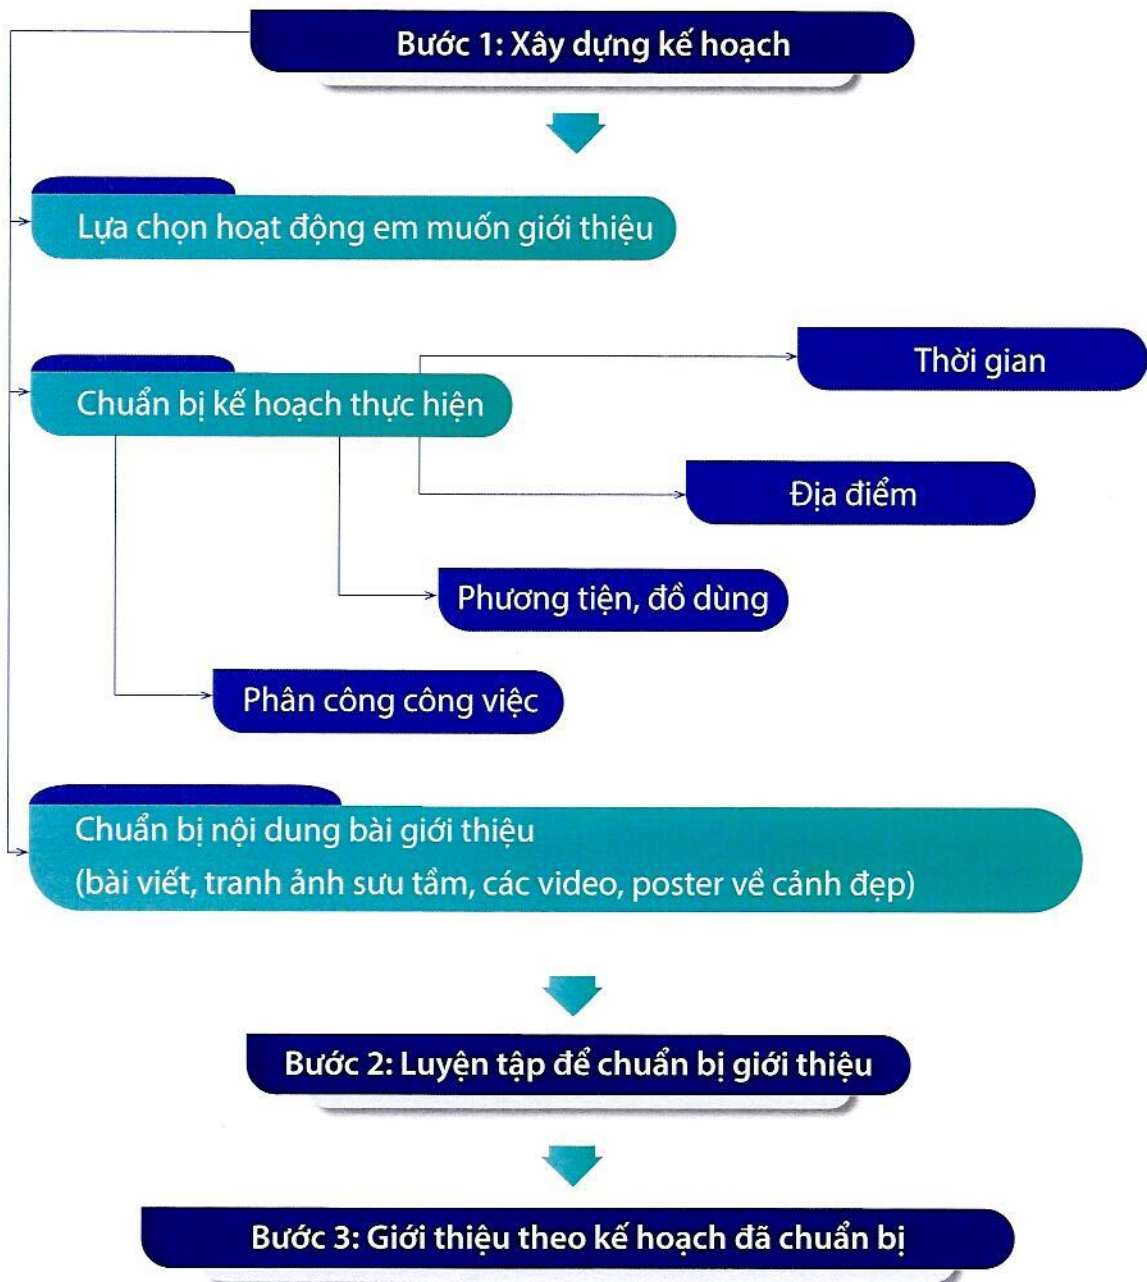 Bước 1: Xây dựng kế hoạch
Lựa chọn hoạt động em muốn giới thiệu
Thời gian
Chuẩn bị kế hoạch thực hiện
Địa điểm
Phương tiện, đồ dùng
Phân công công việc
Chuẩn bị nội dung bài giới thiệu
(bài viết, tranh ảnh sưu tầm, các video, poster về cảnh đẹp)
Bước 2: Luyện tập để chuẩn bị giới thiệu
Bước 3: Giới thiệu theo kế hoạch đã chuẩn bị